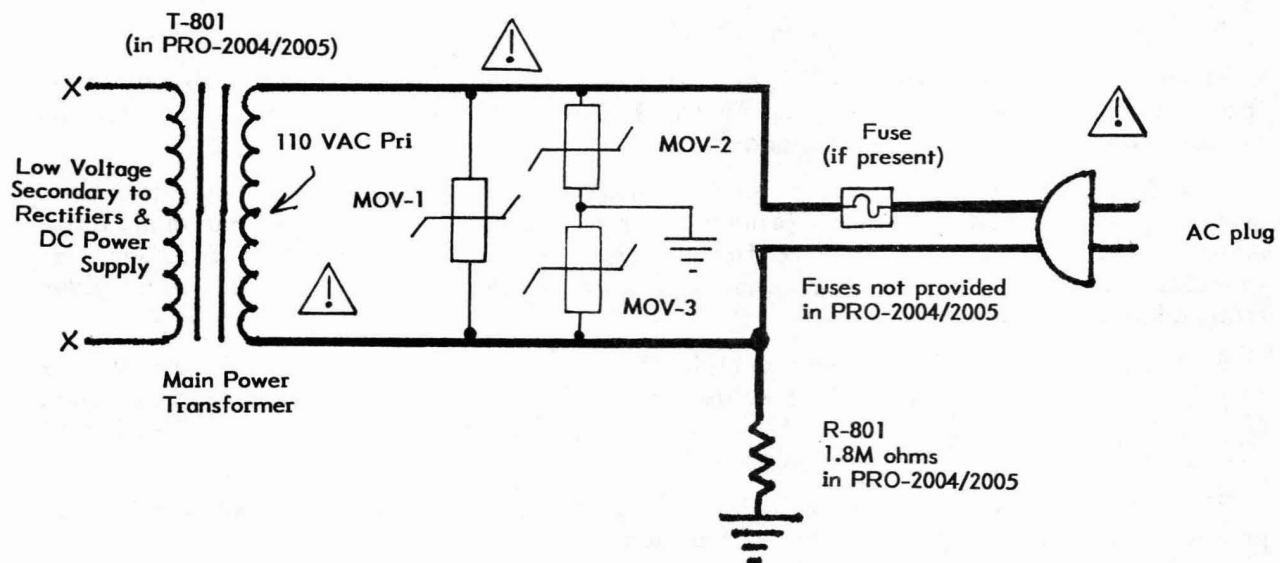 T-801
(in PRO-2004/2005)
110 VAC Pri
Low Voltage
Secondary to
Rectifiers &
DC Power
Supply
MOV-1
MOV-2
MOV-3
Fuse
(if present)
AC plug
Fuses not provided
in PRO-2004/2005
Main Power
Transformer
R-801
1.8M ohms
in PRO-2004/2005